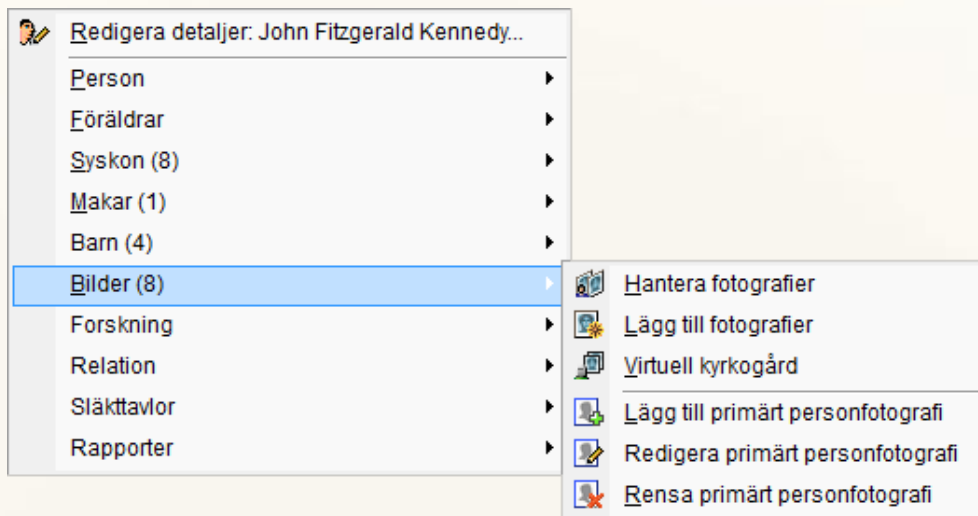 Redigera detaljer: John Fitzgerald Kennedy...
Person
Föräldrar
Syskon (8)
Makar (1)
Barn (4)
Bilder (8)
Forskning
Relation
Släkttavlor
Rapporter
Hantera fotografier
Lägg till fotografier
Virtuell kyrkogård
Lägg till primärt personfotografi
Redigera primärt personfotografi
Rensa primärt personfotografi